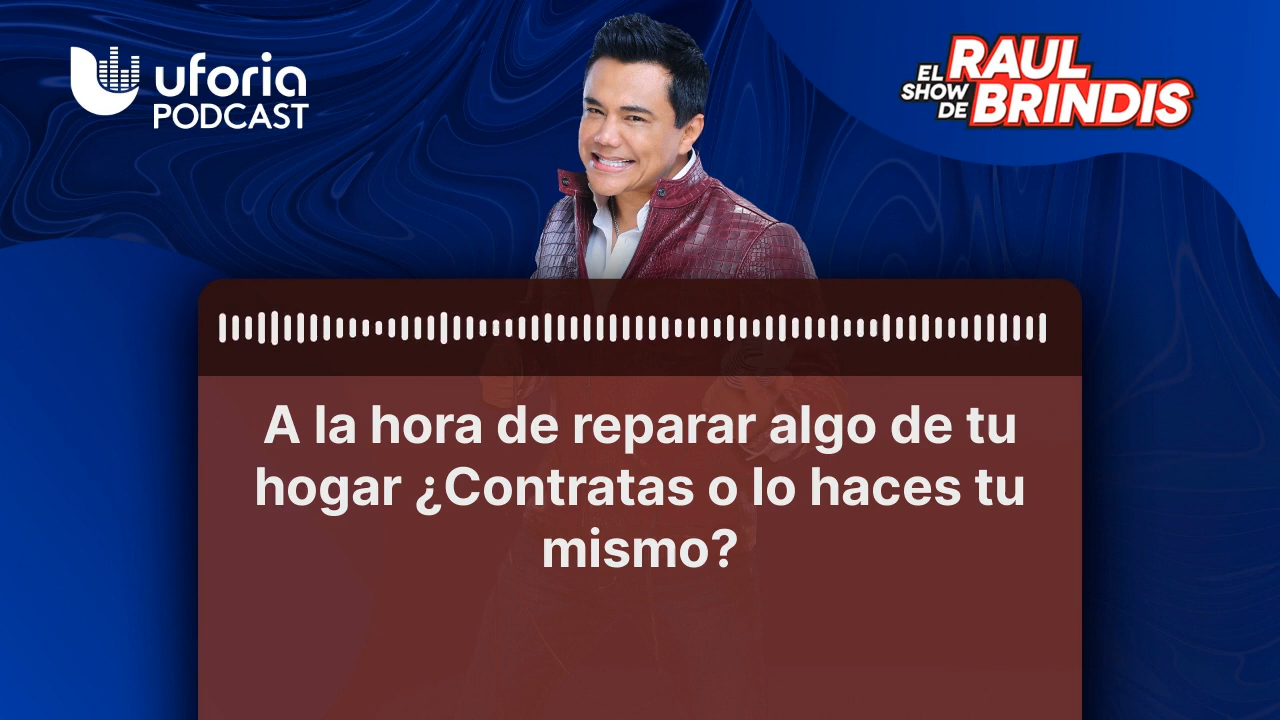 uforia
PODCAST
EL SHOW DE
RAUL
BRINDIS
A la hora de reparar algo de tu
hogar ¿Contratas o lo haces tu
mismo?